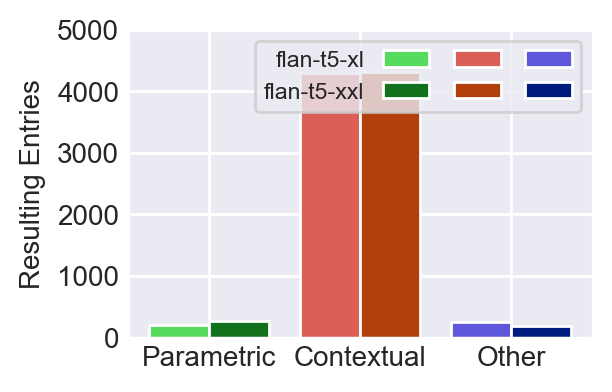 Resulting Entries
5000
4000
3000
2000
1000
0
flan-t5-xl
flan-t5-xxl
Parametric Contextual Other